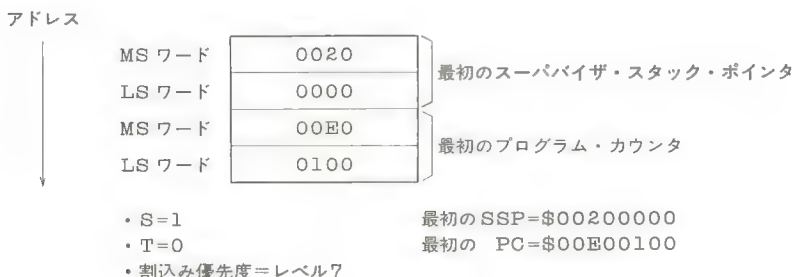 アドレス
MS ワード 0020
LS ワード 0000
最初のスーパバイザ・スタック・ポインタ
MS ワード 00E0
LS ワード 0100
最初のプログラム・カウンタ
・S=1 最初のSSP=$00200000
・T=0 最初の PC=$00E00100
・割込み優先度=レベル7